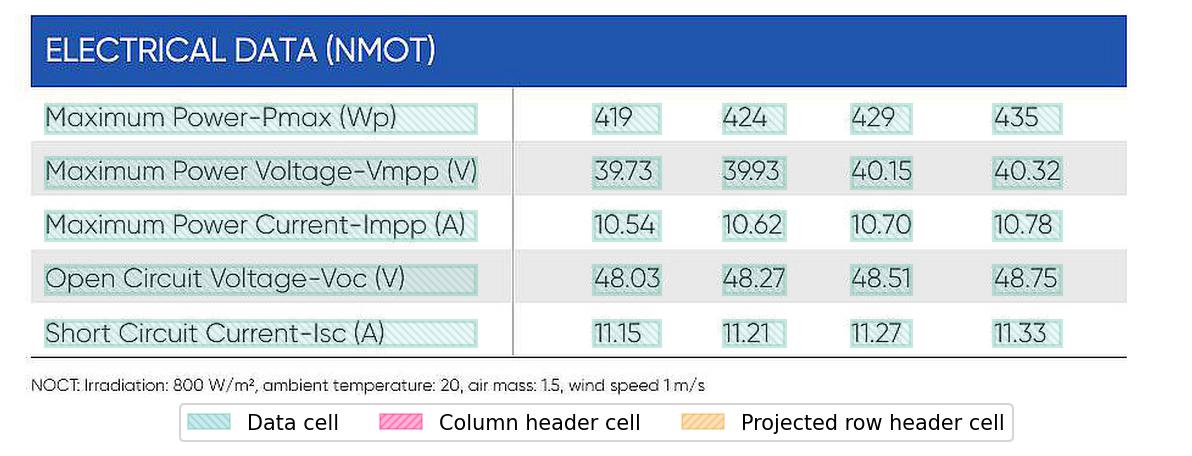 ELECTRICAL DATA (NMOT)
Maximum Power-Pmax (Wp) 419 424 429 435
Maximum Power Voltage-Vmpp (V) 39.73 39.93 40.15 40.32
Maximum Power Current-Impp (A) 10.54 10.62 10.70 10.78
Open Circuit Voltage-Voc (V) 48.03 48.27 48.51 48.75
Short Circuit Current-Isc (A) 11.15 11.21 11.27 11.33
NOCT: Irradiation: 800 W/m², ambient temperature: 20, air mass: 1.5, wind speed 1 m/s
Data cell Column header cell Projected row header cell